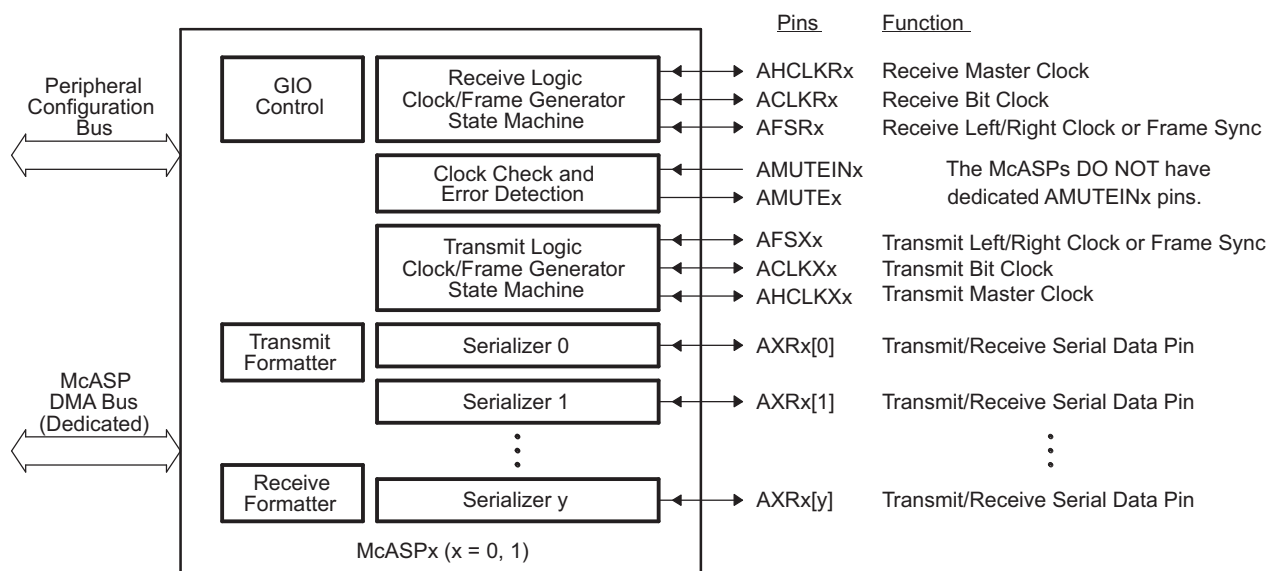 Pins Function
Peripheral
Configuration
Bus
GIO
Control
Receive Logic
Clock/Frame Generator
State Machine
AHCLKRx Receive Master Clock
ACLKRx Receive Bit Clock
AFSRx Receive Left/Right Clock or Frame Sync
Clock Check and
Error Detection
AMUTEINx
AMUTEx
The McASPs DO NOT have
dedicated AMUTEINx pins.
Transmit Logic
Clock/Frame Generator
State Machine
AFSXx Transmit Left/Right Clock or Frame Sync
ACLKXx Transmit Bit Clock
AHCLKXx Transmit Master Clock
Transmit
Formatter
Serializer 0
AXRx[0] Transmit/Receive Serial Data Pin
McASP
DMA Bus
(Dedicated)
Serializer 1
AXRx[1] Transmit/Receive Serial Data Pin
Receive
Formatter
Serializer y
AXRx[y] Transmit/Receive Serial Data Pin
McASPx (x = 0, 1)